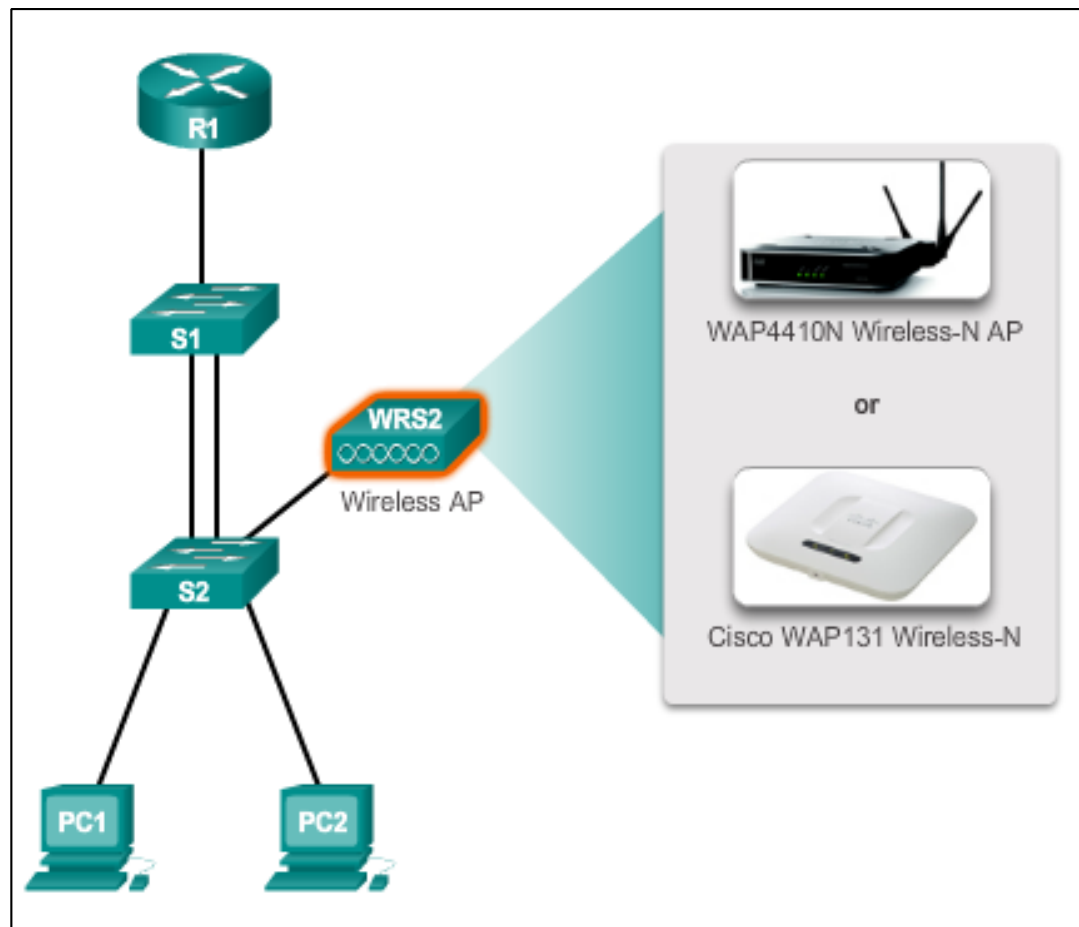 R1
S1
WRS2
Wireless AP
S2
PC1
PC2
WAP4410N Wireless-N AP
or
Cisco WAP131 Wireless-N